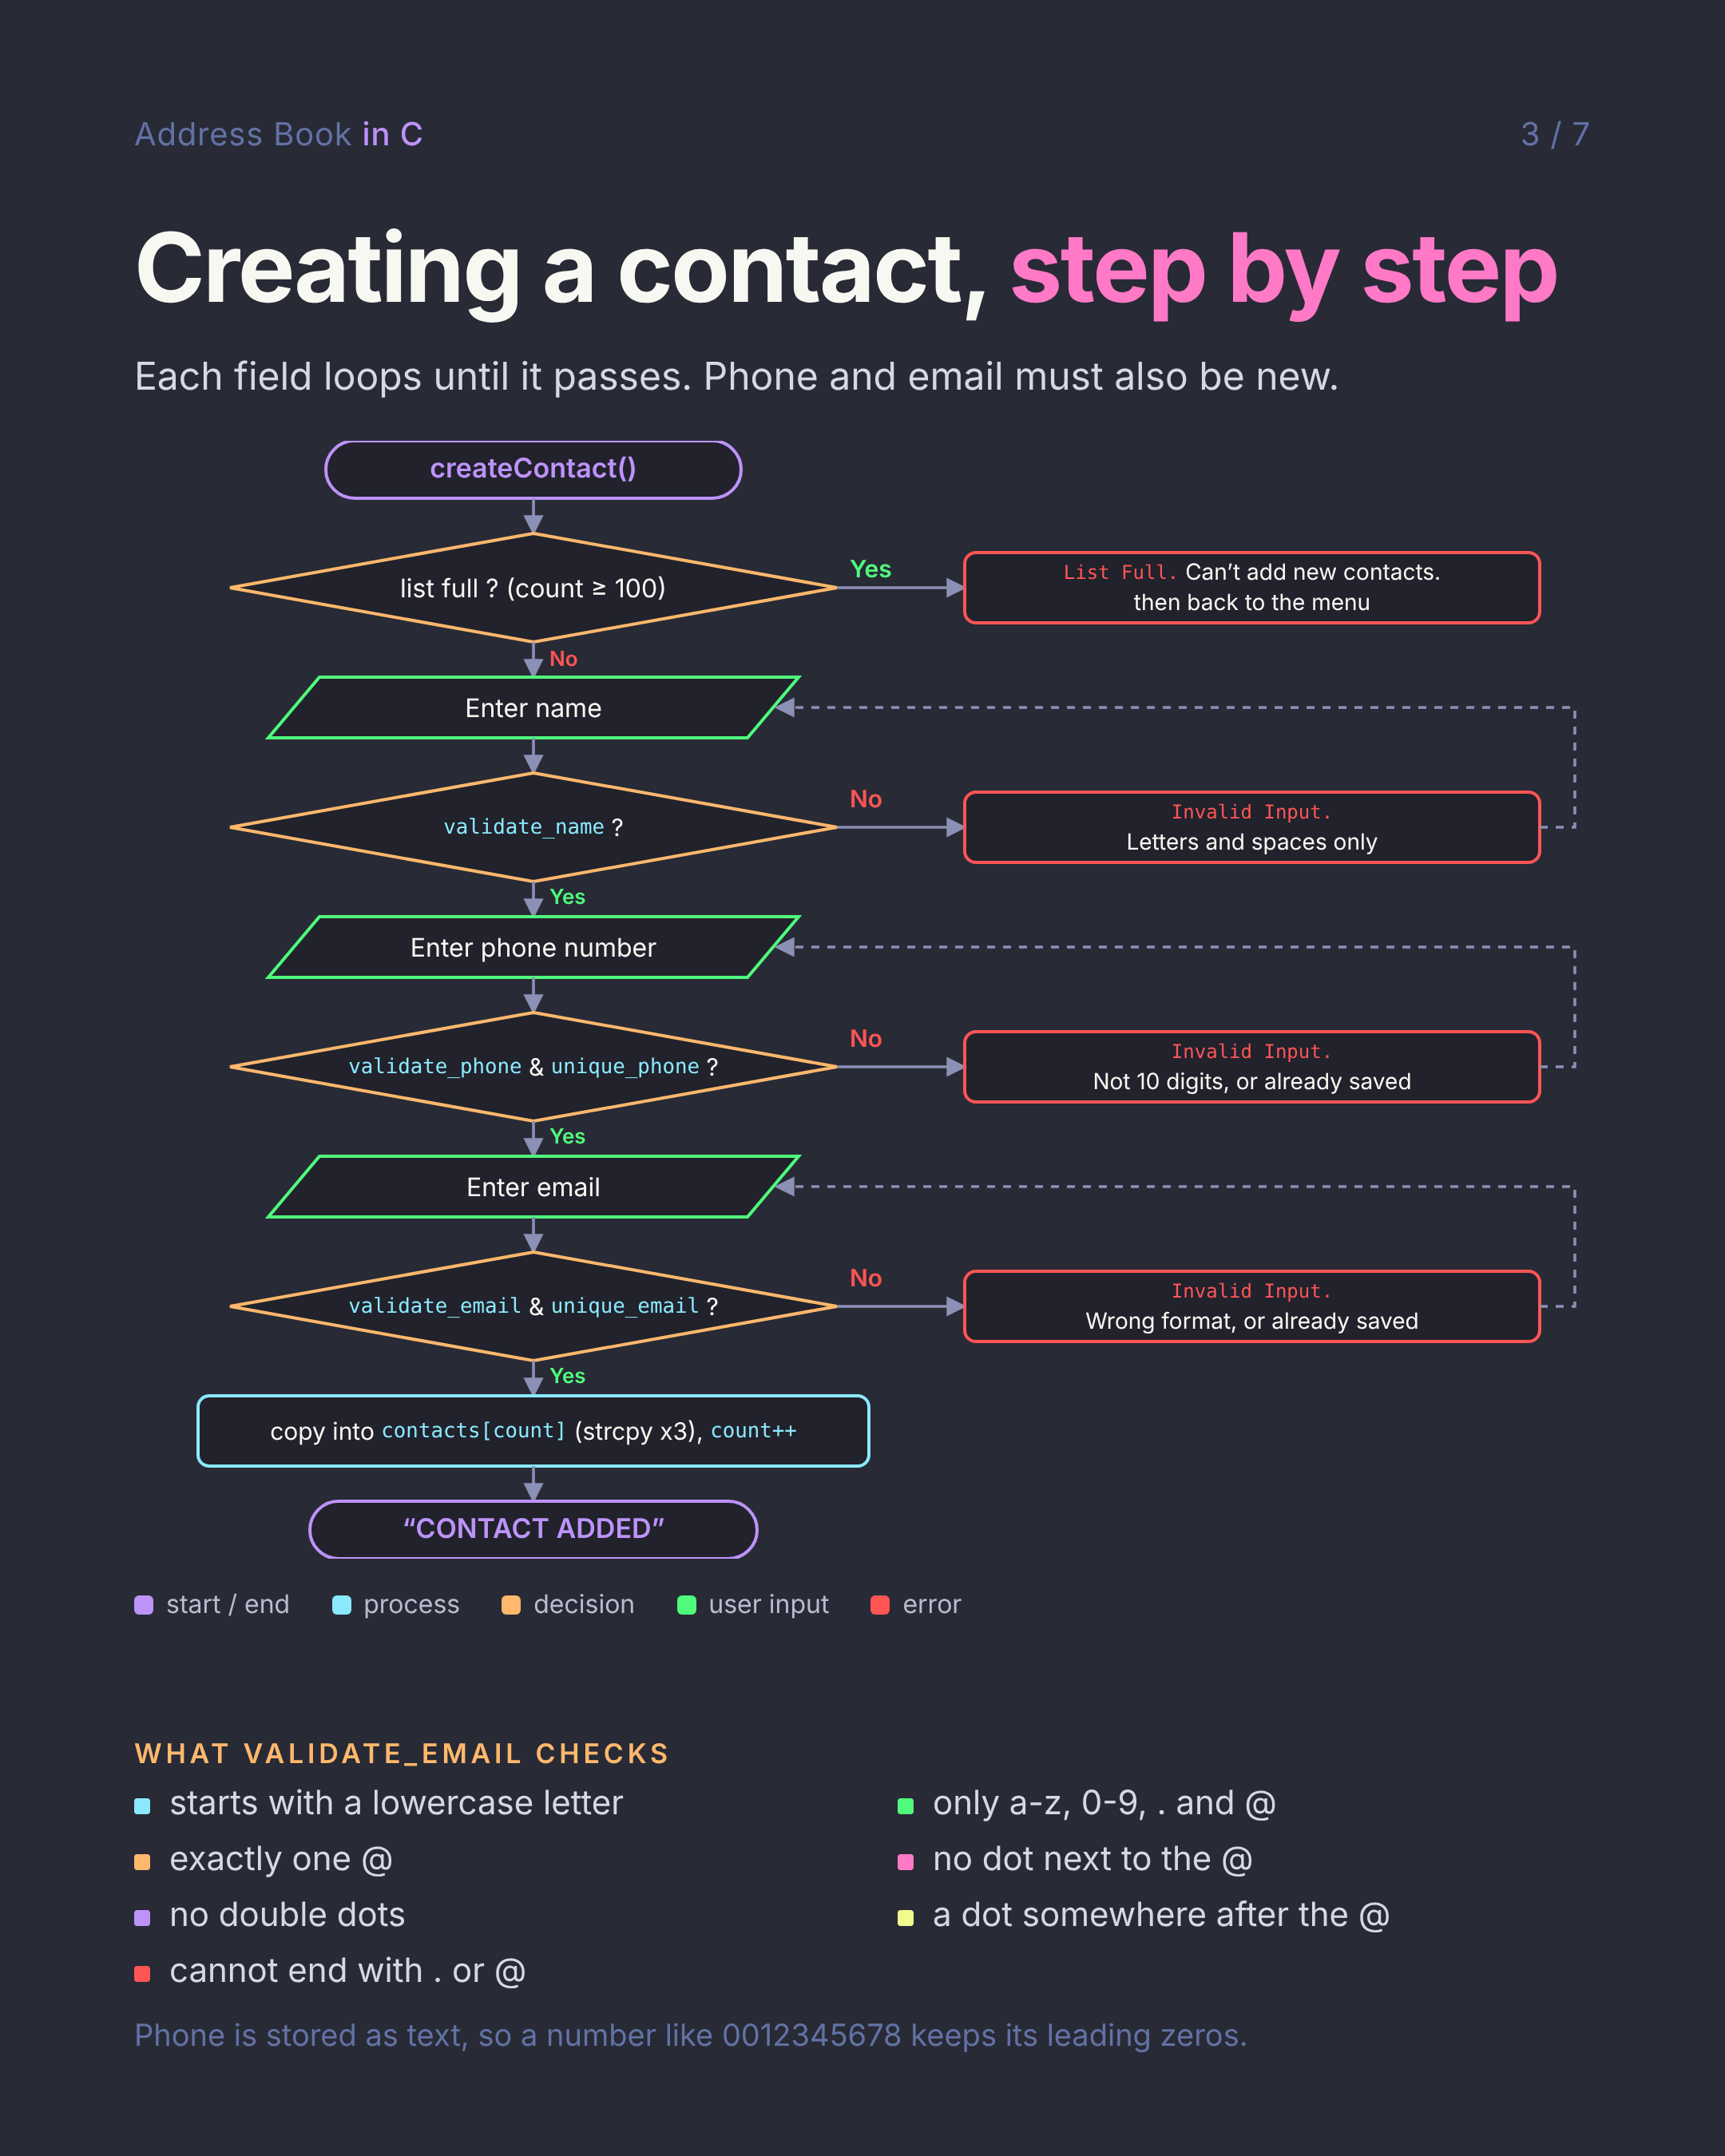 Address Book in C
3 / 7
Creating a contact, step by step
Each field loops until it passes. Phone and email must also be new.
createContact()
list full ? (count ≥ 100)
Yes
List Full. Can’t add new contacts.
then back to the menu
No
Enter name
validate_name ?
No
Invalid Input.
Letters and spaces only
Yes
Enter phone number
validate_phone & unique_phone ?
No
Invalid Input.
Not 10 digits, or already saved
Yes
Enter email
validate_email & unique_email ?
No
Invalid Input.
Wrong format, or already saved
Yes
copy into contacts[count] (strcpy x3), count++
“CONTACT ADDED”
start / end
process
decision
user input
error
WHAT VALIDATE_EMAIL CHECKS
starts with a lowercase letter
only a-z, 0-9, . and @
exactly one @
no dot next to the @
no double dots
a dot somewhere after the @
cannot end with . or @
Phone is stored as text, so a number like 0012345678 keeps its leading zeros.